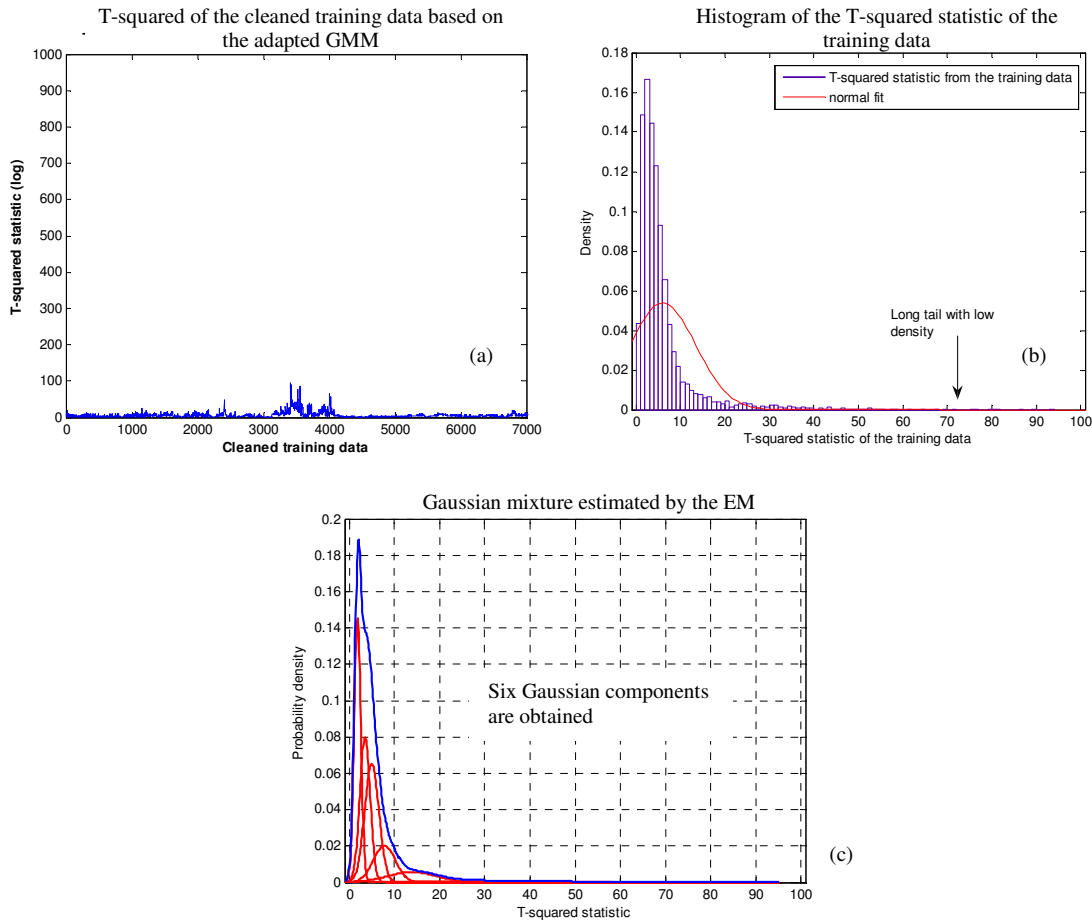 T-squared of the cleaned training data based on
the adapted GMM
1000
900
800
700
600
500
400
300
200
100
0
T-squared statistic (log)
(a)
0 1000 2000 3000 4000 5000 6000 7000
Cleaned training data
Histogram of the T-squared statistic of the
training data
0.18
0.16
0.14
0.12
0.1
0.08
0.06
0.04
0.02
0
Density
T-squared statistic from the training data
normal fit
Long tail with low
density
(b)
0 10 20 30 40 50 60 70 80 90 100
T-squared statistic of the training data
Gaussian mixture estimated by the EM
0.2
0.18
0.16
0.14
0.12
0.1
0.08
0.06
0.04
0.02
0
Probability density
Six Gaussian components
are obtained
(c)
0 10 20 30 40 50 60 70 80 90 100
T-squared statistic